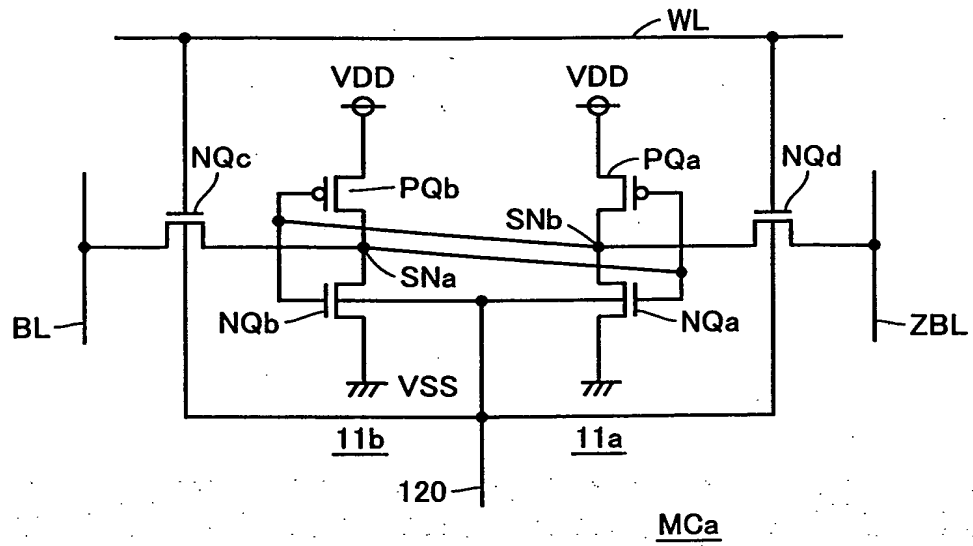 WL
VDD
VDD
NQc
PQb
PQa
NQd
SNb
SNa
BL
NQb
NQa
ZBL
VSS
11b
11a
120
MCa